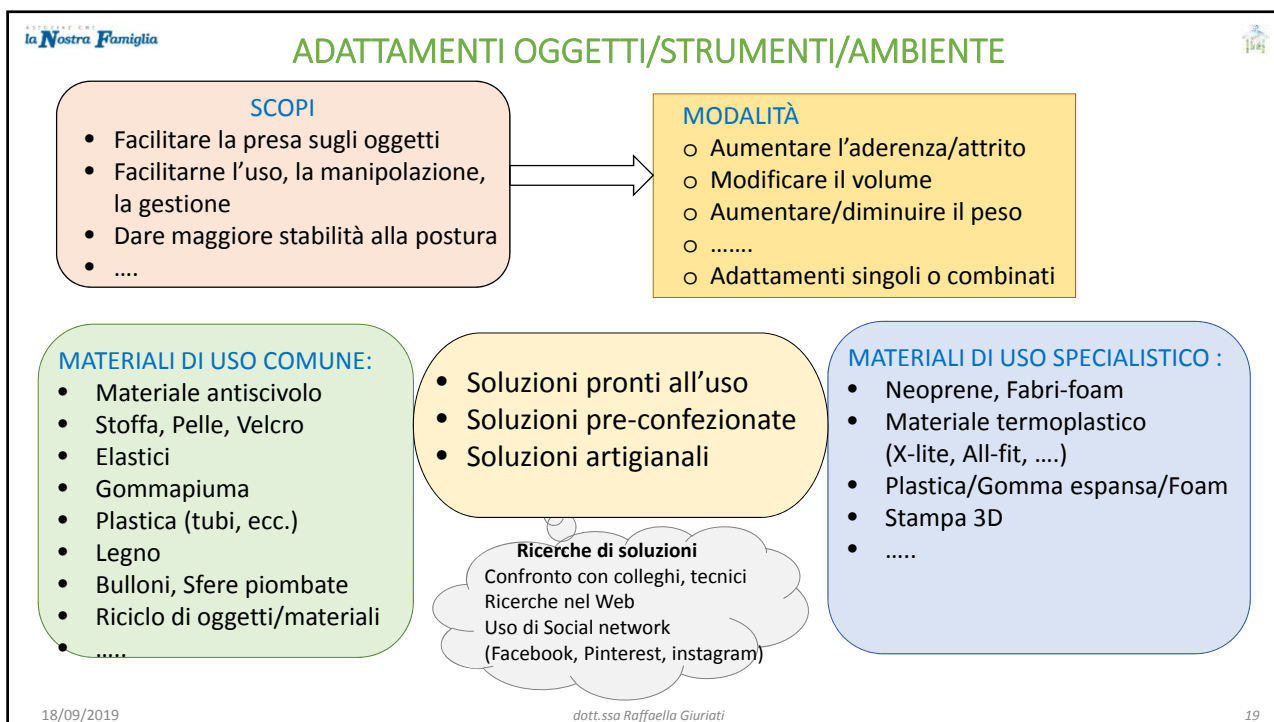 la Nostra Famiglia
ADATTAMENTI OGGETTI/STRUMENTI/AMBIENTE
SCOPI
• Facilitare la presa sugli oggetti
• Facilitarne l'uso, la manipolazione,
la gestione
• Dare maggiore stabilità alla postura
• ....
MODALITÀ
o Aumentare l'aderenza/attrito
o Modificare il volume
o Aumentare/diminuire il peso
o .......
o Adattamenti singoli o combinati
MATERIALI DI USO COMUNE:
• Materiale antiscivolo
• Stoffa, Pelle, Velcro
• Elastici
• Gommapiuma
• Plastica (tubi, ecc.)
• Legno
• Bulloni, Sfere piombate
• Riciclo di oggetti/materiali
• .....
• Soluzioni pronti all'uso
• Soluzioni pre-confezionate
• Soluzioni artigianali
Ricerche di soluzioni
Confronto con colleghi, tecnici
Ricerche nel Web
Uso di Social network
(Facebook, Pinterest, instagram)
MATERIALI DI USO SPECIALISTICO :
• Neoprene, Fabri-foam
• Materiale termoplastico
(X-lite, All-fit, ....)
• Plastica/Gomma espansa/Foam
• Stampa 3D
• .....
18/09/2019
dott.ssa Raffaella Giuriati
19